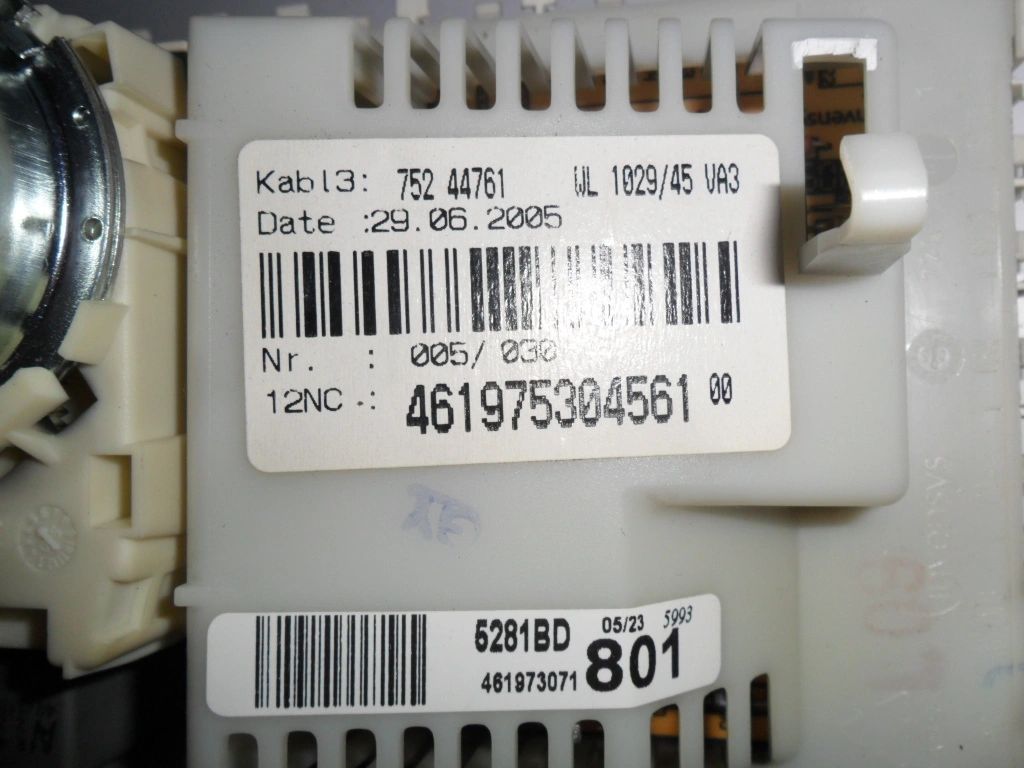 Kabl3: 752 44761 WL 1029/45 VA3
Date :29.06.2005
Nr. : 005/ 030
12NC .: 461975304561 00
5281BD 05/23 5993
461973071 801